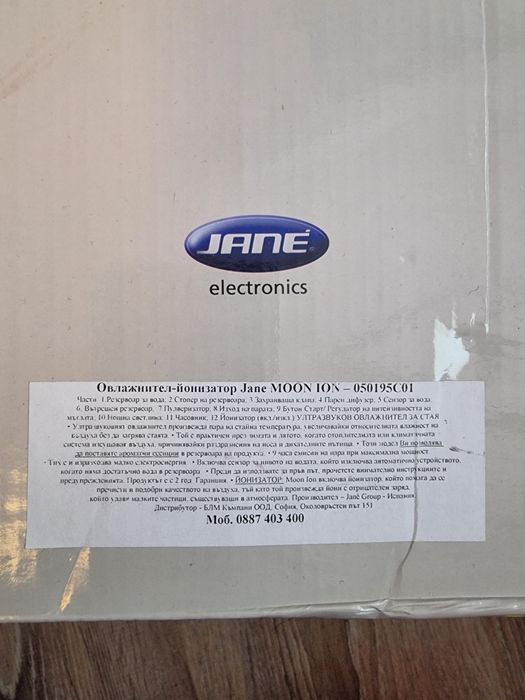 JANÉ
electronics
Овлажнител-йонизатор Jane MOON ION – 050195C01
Части: 1 Резервоар за вода, 2 Стопер на резервоара, 3 Захранваща клапа, 4 Парен дифузер, 5 Сензор за вода,
6. Вътрешен резервоар, 7 Пулверизатор, 8 Изход на парата, 9 Бутон Старт/ Регулатор на интензивността на
мъглата, 10 Нощна светлина, 11 Часовник, 12 Йонизатор (вкл./изкл.) УЛТРАЗВУКОВ ОВЛАЖНИТЕЛ ЗА СТАЯ
• Ултразвуковият овлажнител произвежда пара на стайна температура, увеличавайки относителната влажност на
въздуха без да загрява стаята. • Той е практичен през зимата и лятото, когато отоплителната или климатичната
система изсушават въздуха, причинявайки раздразнения на носа и дихателните пътища. • Този модел Ви позволява
да поставяте ароматни есенции в резервоара на продукта. • 9 часа емисии на пара при максимална мощност.
• Тих е и изразходва малко електроенергия. • Включва сензор за нивото на водата, който изключва автоматично устройството,
когато няма достатъчно вода в резервоара. • Преди да използвате за пръв път, прочетете внимателно инструкциите и
предупрежденията. Продуктът е с 2 год. Гаранция. • ЙОНИЗАТОР: Moon Ion включва йонизатор, който помага да се
пречисти и подобри качеството на въздуха, тъй като той произвежда йони с отрицателен заряд,
които улавят малките частици, съществуващи в атмосферата. Производител – Jané Group - Испания
Дистрибутор - БЛМ Къмпани ООД, София, Околовръстен път 151
Моб. 0887 403 400